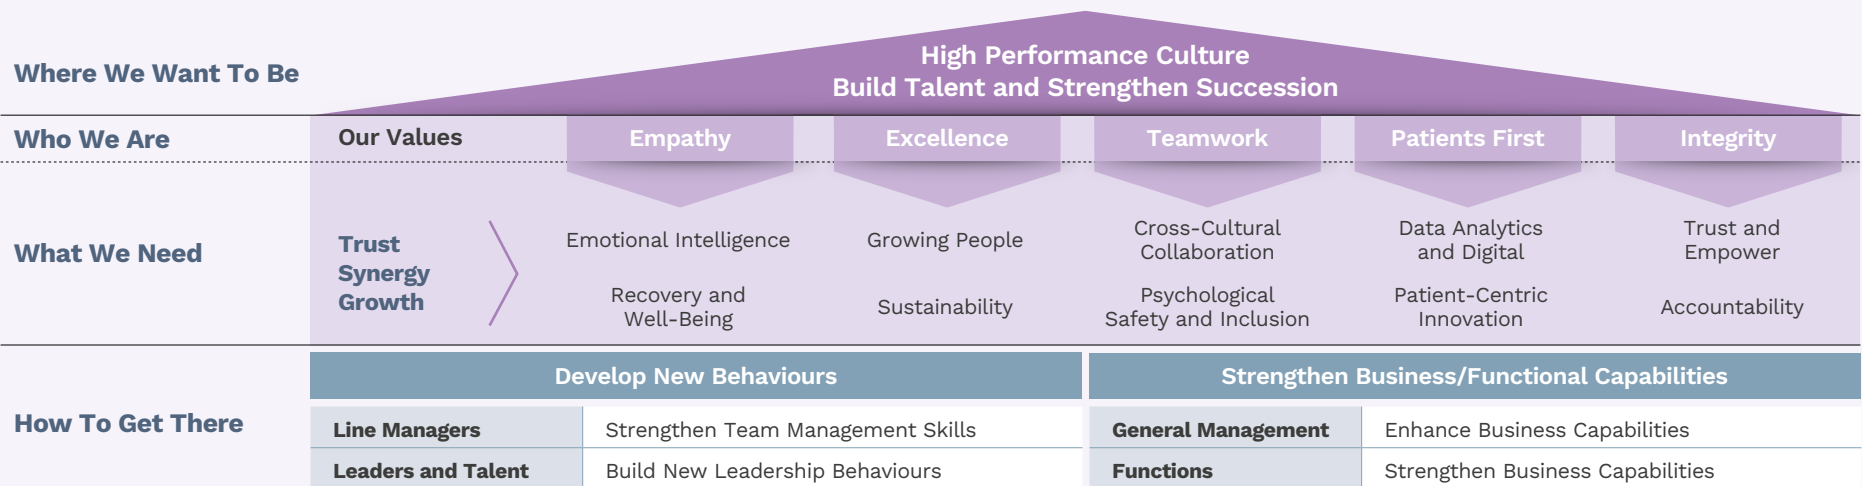 Where We Want To Be
High Performance Culture
Build Talent and Strengthen Succession
Who We Are
Our Values
Empathy
Excellence
Teamwork
Patients First
Integrity
What We Need
Trust
Synergy
Growth
Emotional Intelligence
Recovery and
Well-Being
Growing People
Sustainability
Cross-Cultural
Collaboration
Psychological
Safety and Inclusion
Data Analytics
and Digital
Patient-Centric
Innovation
Trust and
Empower
Accountability
How To Get There
Develop New Behaviours
Line Managers
Strengthen Team Management Skills
Leaders and Talent
Build New Leadership Behaviours
Strengthen Business/Functional Capabilities
General Management
Enhance Business Capabilities
Functions
Strengthen Business Capabilities